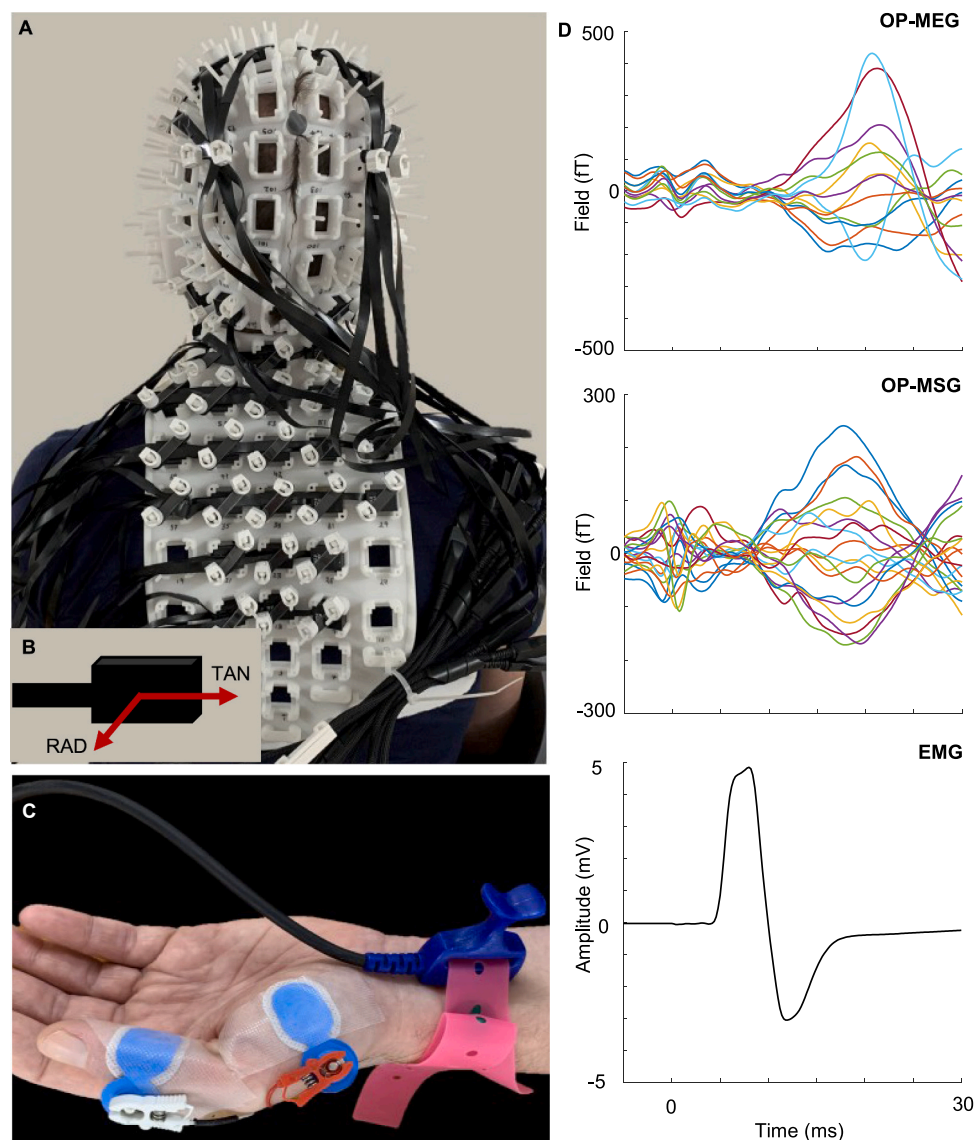 A
B
TAN
RAD
C
D
OP-MEG
500
Field (fT)
0
-500
OP-MSG
300
Field (fT)
0
-300
EMG
5
Amplitude (mV)
0
-5
0
30
Time (ms)